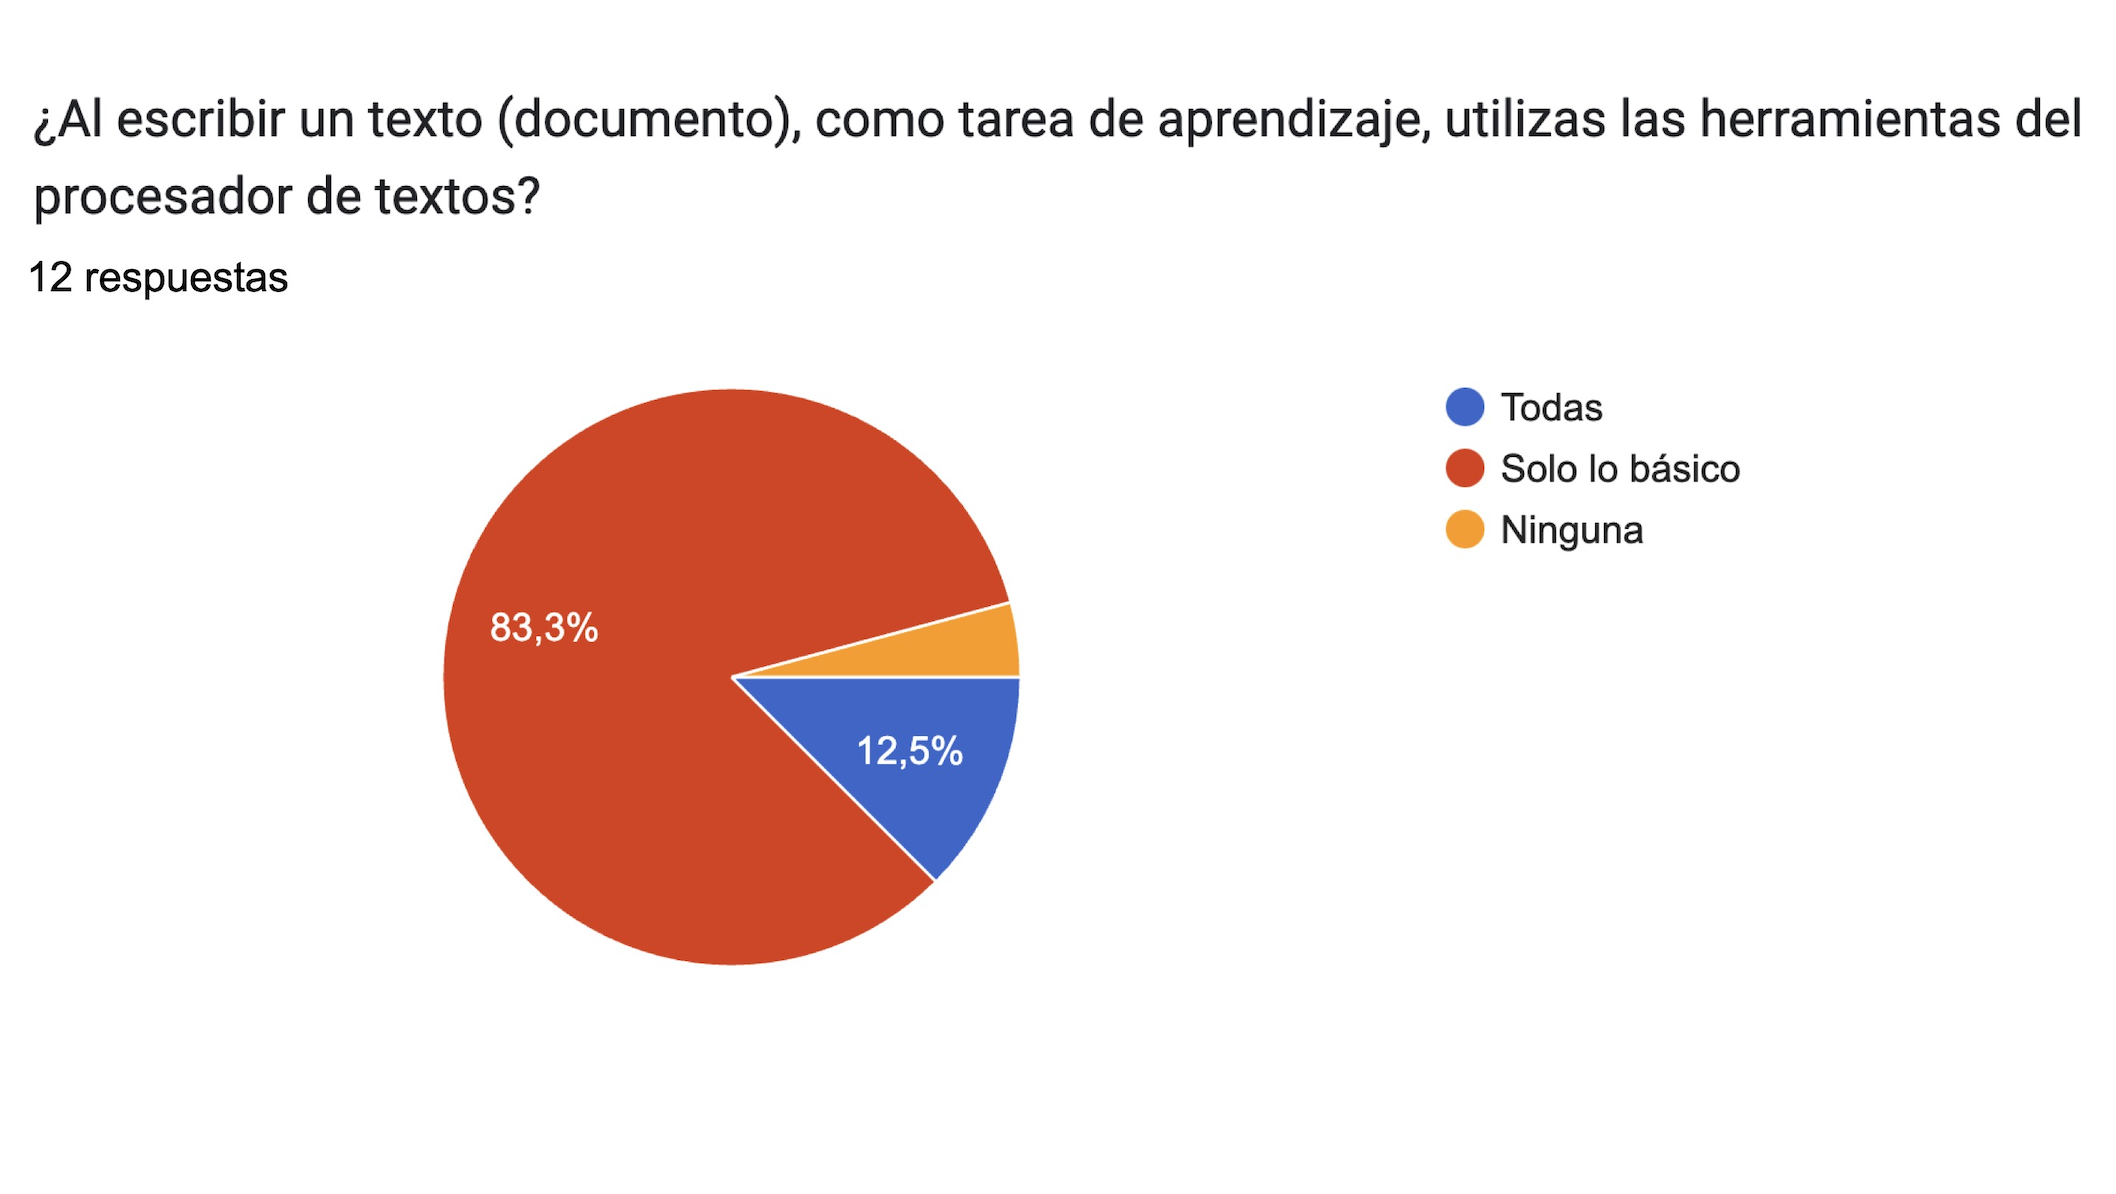 ¿Al escribir un texto (documento), como tarea de aprendizaje, utilizas las herramientas del
procesador de textos?
12 respuestas
Todas
Solo lo básico
Ninguna
83,3%
12,5%